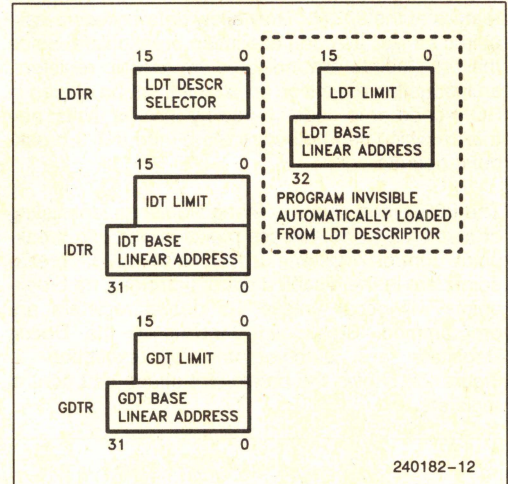 15 0
LDTR
LDT DESCR
SELECTOR
15 0
LDT LIMIT
LDT BASE
LINEAR ADDRESS
32
PROGRAM INVISIBLE
AUTOMATICALLY LOADED
FROM LDT DESCRIPTOR
15 0
IDT LIMIT
IDTR
IDT BASE
LINEAR ADDRESS
31 0
15 0
GDT LIMIT
GDTR
GDT BASE
LINEAR ADDRESS
31 0
240182-12